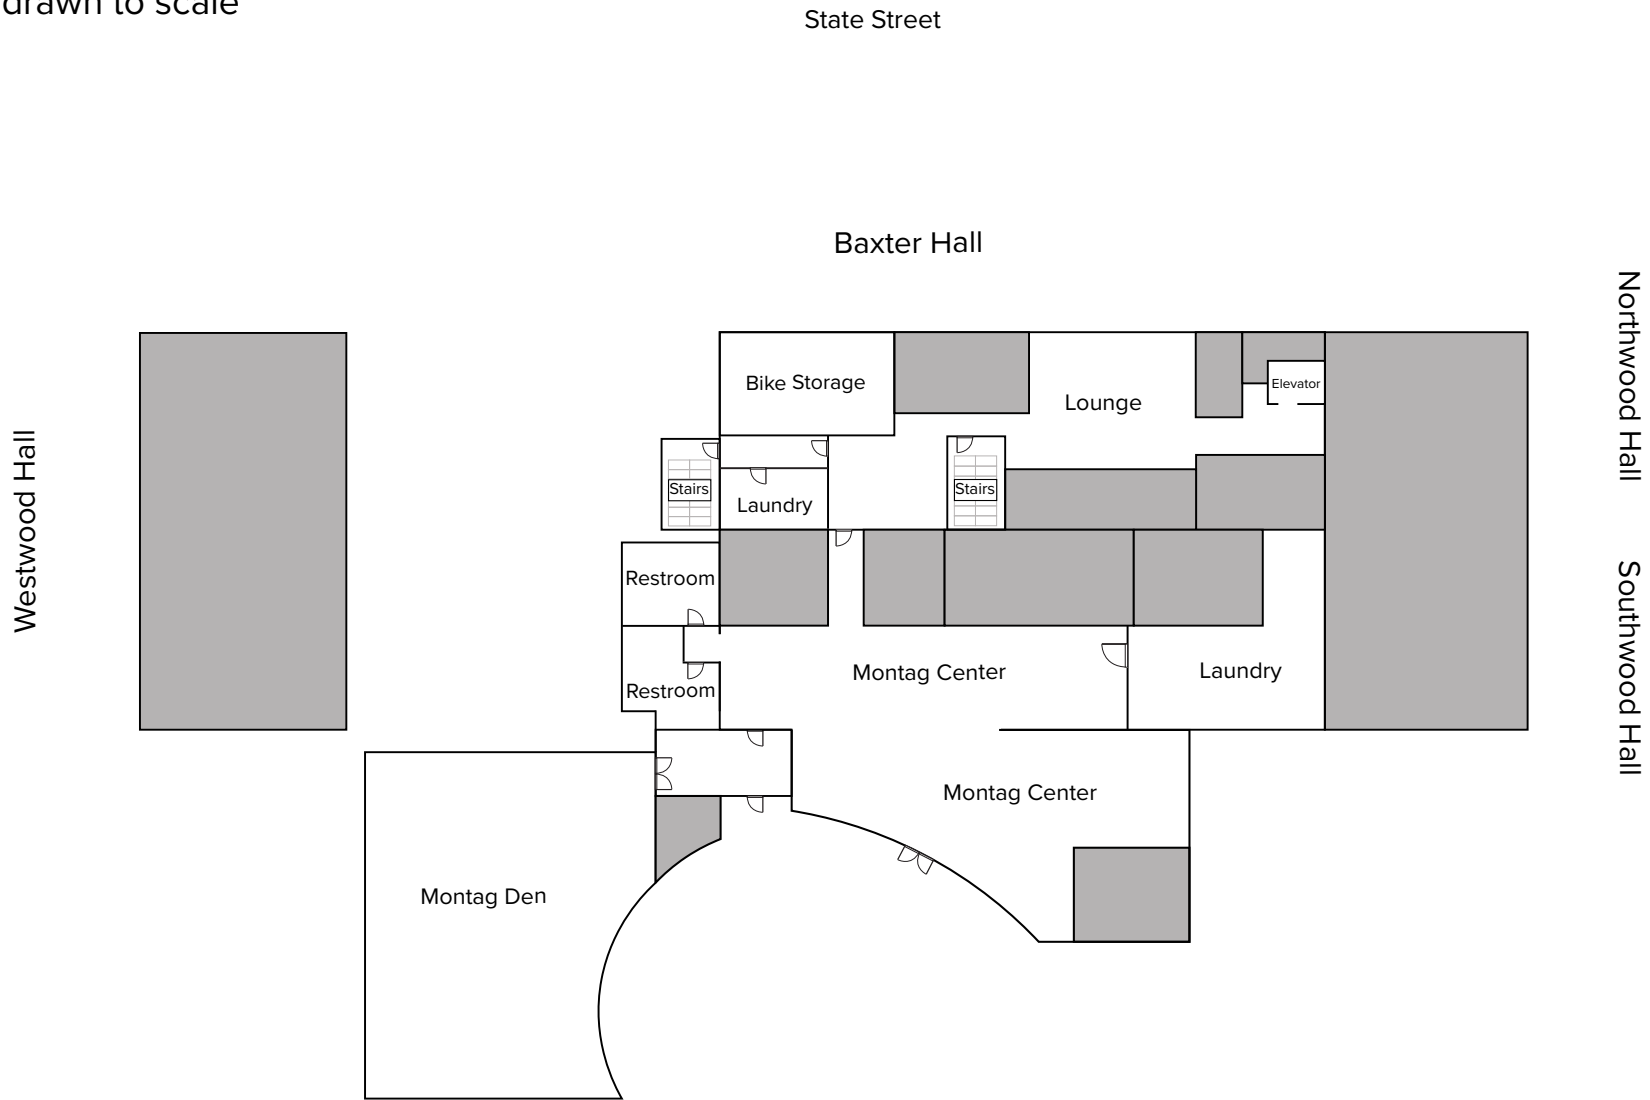 drawn to scale
State Street
Baxter Hall
Northwood Hall
Westwood Hall
Bike Storage
Elevator
Lounge
Stairs
Stairs
Laundry
Southwood Hall
Restroom
Montag Center
Laundry
Restroom
Montag Center
Montag Den